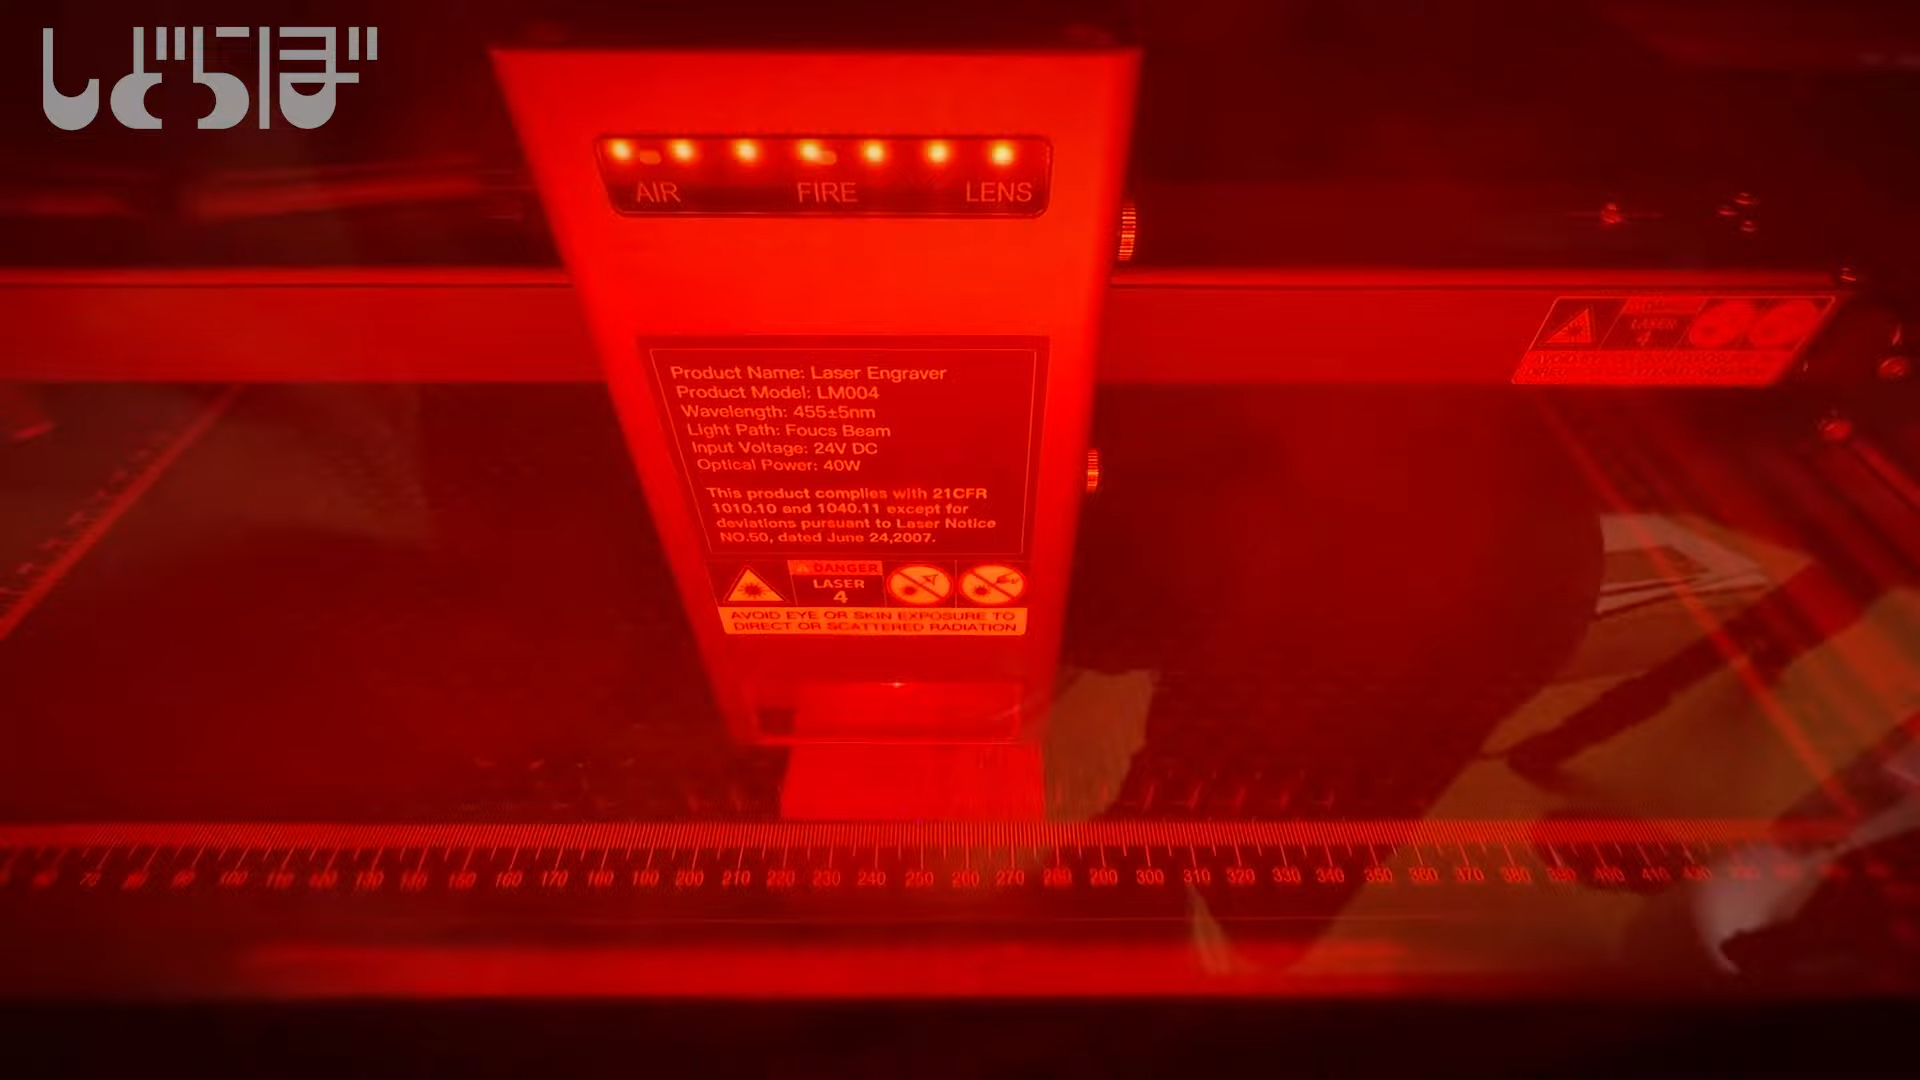 しどらぼ
AIR FIRE LENS
Product Name: Laser Engraver
Product Model: LM004
Wavelength: 455±5nm
Light Path: Foucs Beam
Input Voltage: 24V DC
Optical Power: 40W
This product complies with 21CFR
1010.10 and 1040.11 except for
deviations pursuant to Laser Notice
NO.50, dated June 24,2007.
DANGER
LASER
4
AVOID EYE OR SKIN EXPOSURE TO
DIRECT OR SCATTERED RADIATION
LASER
4
160 170 180 190 200 210 220 230 240 250 260 270 280 290 300 310 320 330 340 350 360 370 380 390 400 410 420